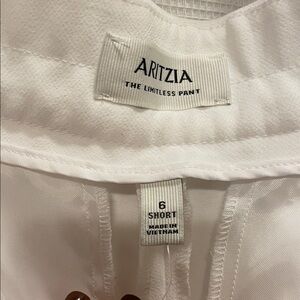 ARITZIA
THE LIMITLESS PANT
6
SHORT
MADE IN
VIETNAM